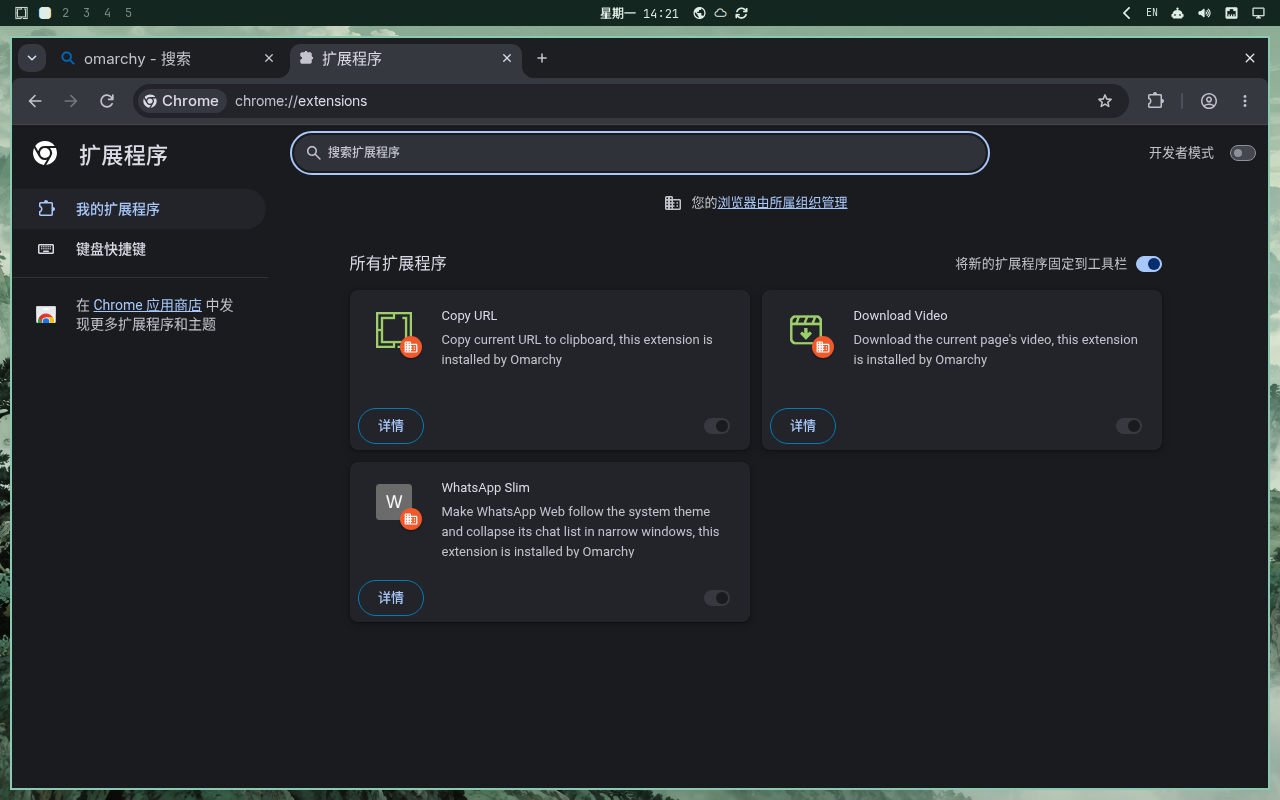 2 3 4 5
星期一 14:21
EN
omarchy - 搜索
扩展程序
Chrome
chrome://extensions
扩展程序
搜索扩展程序
开发者模式
我的扩展程序
键盘快捷键
在 Chrome 应用商店 中发
现更多扩展程序和主题
您的浏览器由所属组织管理
所有扩展程序
将新的扩展程序固定到工具栏
Copy URL
Copy current URL to clipboard, this extension is
installed by Omarchy
详情
Download Video
Download the current page's video, this extension
is installed by Omarchy
详情
W
WhatsApp Slim
Make WhatsApp Web follow the system theme
and collapse its chat list in narrow windows, this
extension is installed by Omarchy
详情